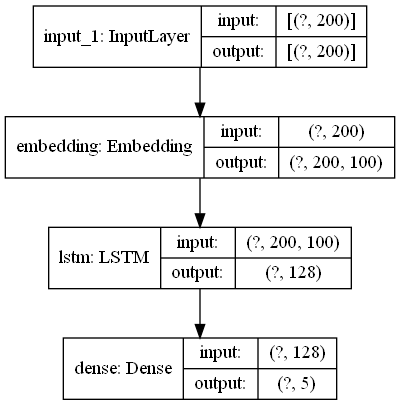 input_1: InputLayer
input: [(?, 200)]
output: [(?, 200)]
embedding: Embedding
input: (?, 200)
output: (?, 200, 100)
lstm: LSTM
input: (?, 200, 100)
output: (?, 128)
dense: Dense
input: (?, 128)
output: (?, 5)